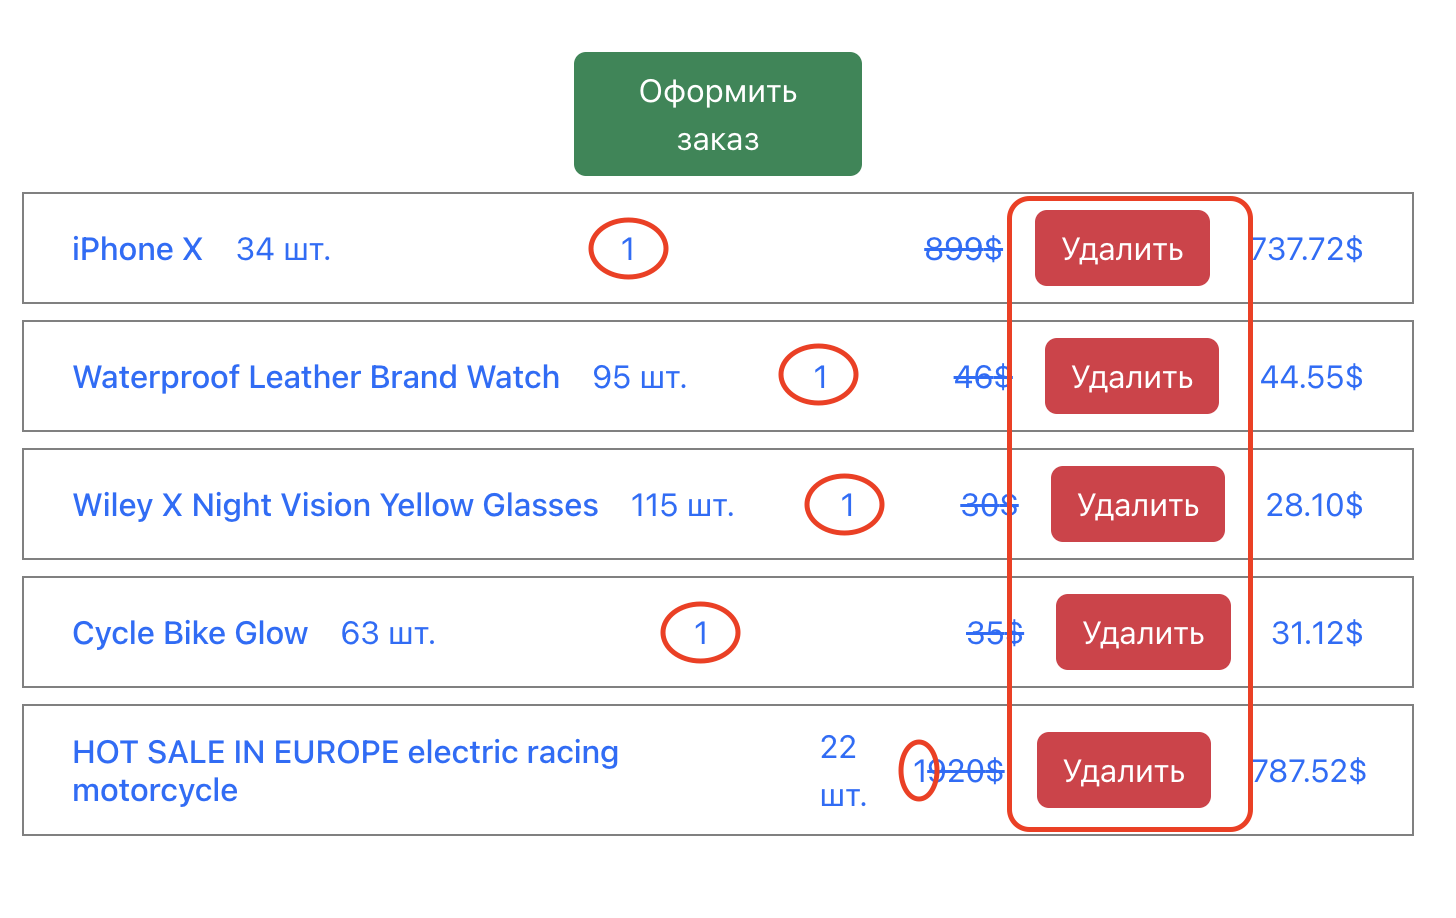 Оформить
заказ
iPhone X 34 шт. 1 899$ Удалить 737.72$
Waterproof Leather Brand Watch 95 шт. 1 46$ Удалить 44.55$
Wiley X Night Vision Yellow Glasses 115 шт. 1 30$ Удалить 28.10$
Cycle Bike Glow 63 шт. 1 35$ Удалить 31.12$
HOT SALE IN EUROPE electric racing
motorcycle
22
шт.
1 920$ Удалить 787.52$